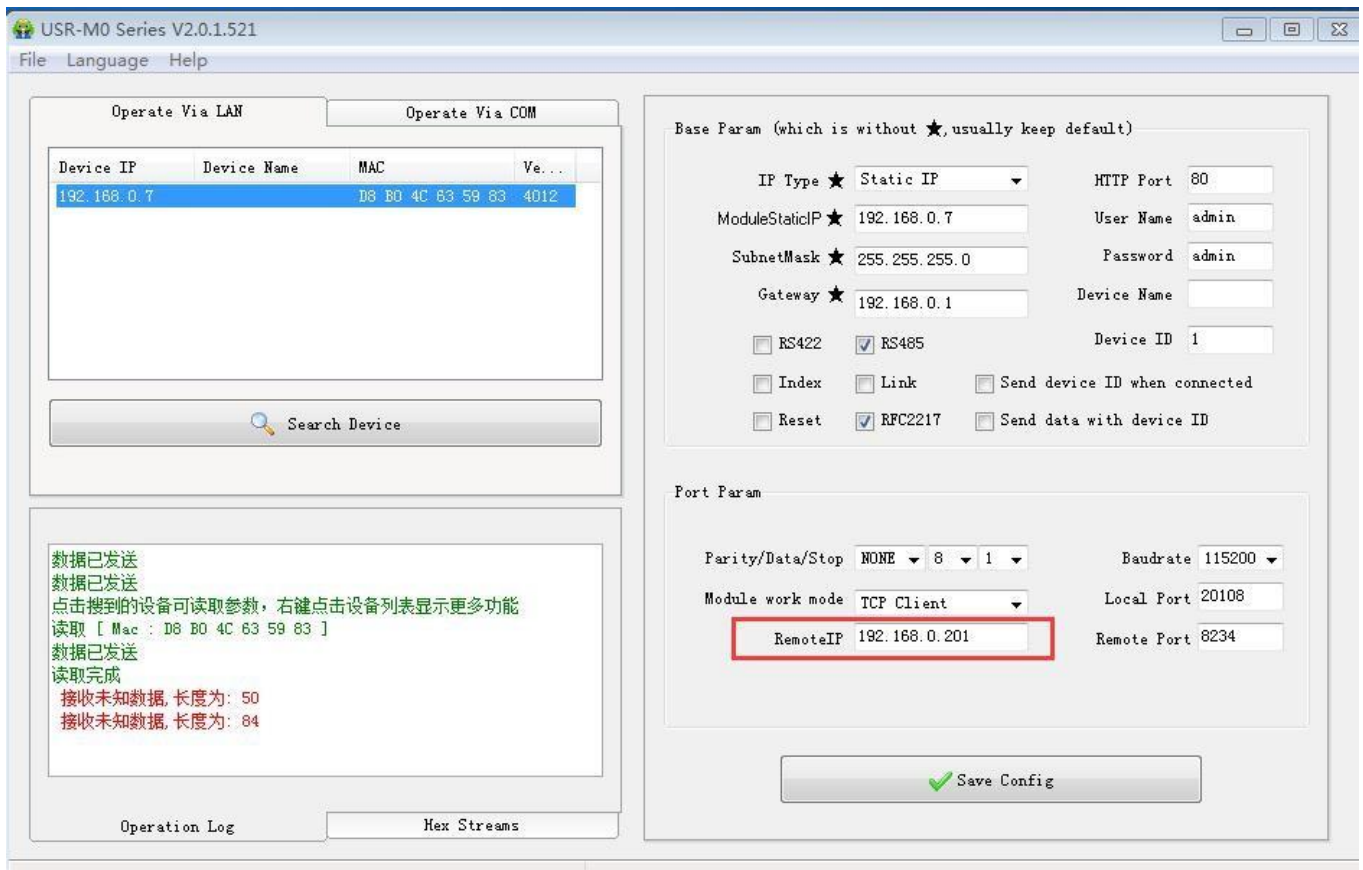 USR-M0 Series V2.0.1.521
File Language Help
Operate Via LAN
Operate Via COM
Device IP Device Name MAC Ve...
192.168.0.7 D8 B0 4C 63 59 83 4012
Search Device
数据已发送
数据已发送
点击搜到的设备可读取参数，右键点击设备列表显示更多功能
读取 [ Mac : D8 B0 4C 63 59 83 ]
数据已发送
读取完成
接收未知数据,长度为: 50
接收未知数据,长度为: 84
Operation Log
Hex Streams
Base Param (which is without ★,usually keep default)
IP Type ★ Static IP
HTTP Port 80
ModuleStaticIP ★ 192.168.0.7
User Name admin
SubnetMask ★ 255.255.255.0
Password admin
Gateway ★ 192.168.0.1
Device Name
RS422 RS485
Device ID 1
Index Link Send device ID when connected
Reset RFC2217 Send data with device ID
Port Param
Parity/Data/Stop NONE 8 1
Baudrate 115200
Module work mode TCP Client
Local Port 20108
RemoteIP 192.168.0.201
Remote Port 8234
Save Config